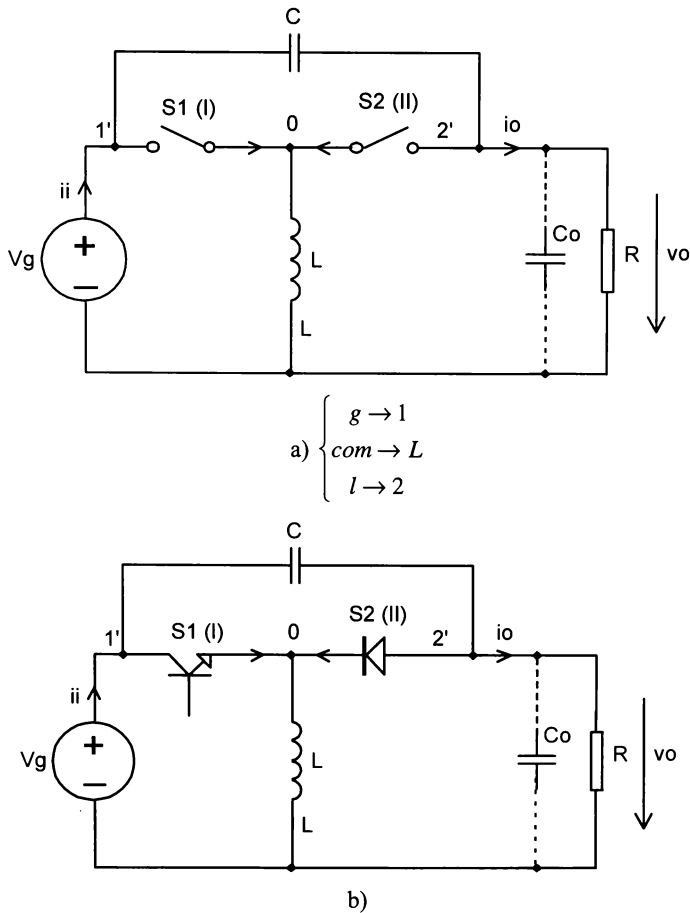 C
S1 (I)
S2 (II)
1'
0
2'
io
ii
Vg
+
−
L
L
Co
R
vo
g → 1
a) { com → L
l → 2
C
S1 (I)
S2 (II)
1'
0
2'
io
ii
Vg
+
−
L
L
Co
R
vo
b)